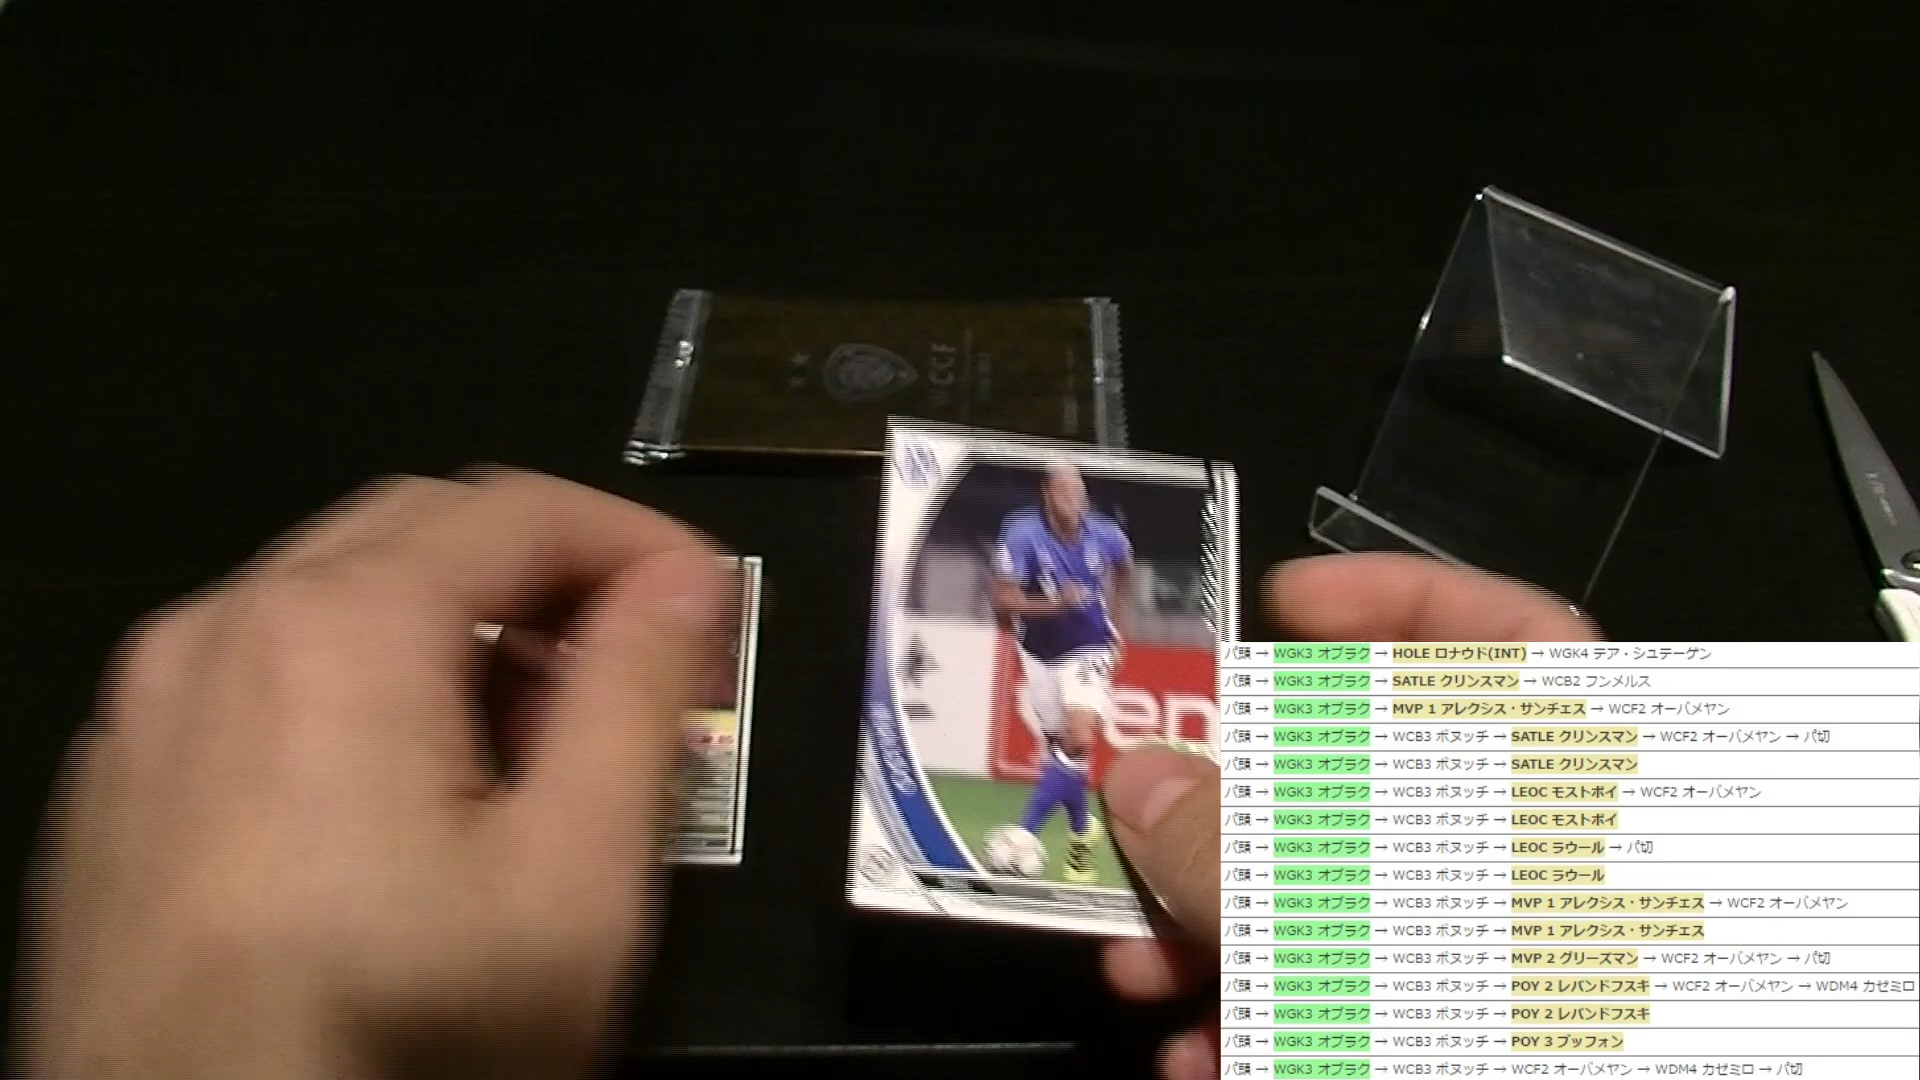 WCCF
en
パ頭 → WGK3 オブラク → HOLE ロナウド(INT) → WGK4 テア・シュテーゲン
パ頭 → WGK3 オブラク → SATLE クリンスマン → WCB2 フンメルス
パ頭 → WGK3 オブラク → MVP 1 アレクシス・サンチェス → WCF2 オーバメヤン
パ頭 → WGK3 オブラク → WCB3 ボヌッチ → SATLE クリンスマン → WCF2 オーバメヤン → パ切
パ頭 → WGK3 オブラク → WCB3 ボヌッチ → SATLE クリンスマン
パ頭 → WGK3 オブラク → WCB3 ボヌッチ → LEOC モストボイ → WCF2 オーバメヤン
パ頭 → WGK3 オブラク → WCB3 ボヌッチ → LEOC モストボイ
パ頭 → WGK3 オブラク → WCB3 ボヌッチ → LEOC ラウール → パ切
パ頭 → WGK3 オブラク → WCB3 ボヌッチ → LEOC ラウール
パ頭 → WGK3 オブラク → WCB3 ボヌッチ → MVP 1 アレクシス・サンチェス → WCF2 オーバメヤン
パ頭 → WGK3 オブラク → WCB3 ボヌッチ → MVP 1 アレクシス・サンチェス
パ頭 → WGK3 オブラク → WCB3 ボヌッチ → MVP 2 グリーズマン → WCF2 オーバメヤン → パ切
パ頭 → WGK3 オブラク → WCB3 ボヌッチ → POY 2 レバンドフスキ → WCF2 オーバメヤン → WDM4 カゼミロ
パ頭 → WGK3 オブラク → WCB3 ボヌッチ → POY 2 レバンドフスキ
パ頭 → WGK3 オブラク → WCB3 ボヌッチ → POY 3 ブッフォン
パ頭 → WGK3 オブラク → WCB3 ボヌッチ → WCF2 オーバメヤン → WDM4 カゼミロ → パ切